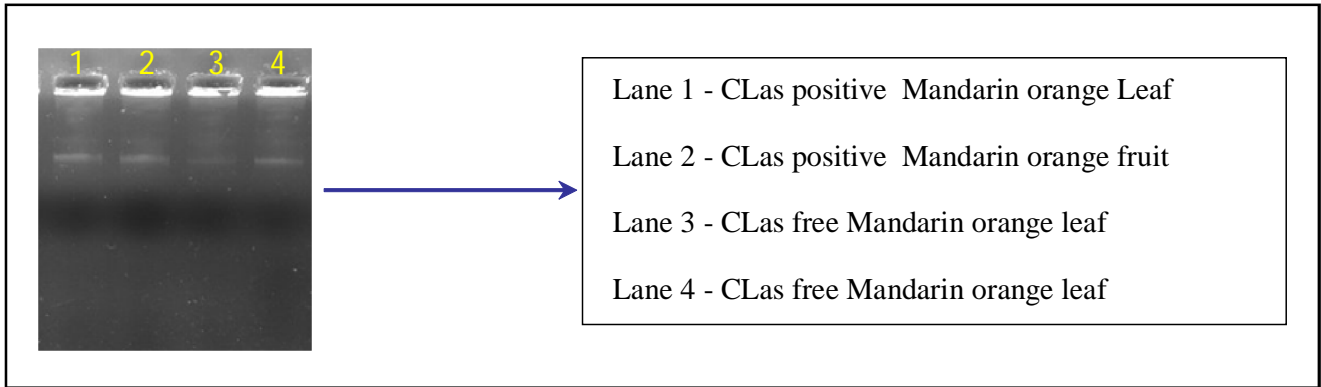 1 2 3 4
Lane 1 - CLas positive Mandarin orange Leaf
Lane 2 - CLas positive Mandarin orange fruit
Lane 3 - CLas free Mandarin orange leaf
Lane 4 - CLas free Mandarin orange leaf